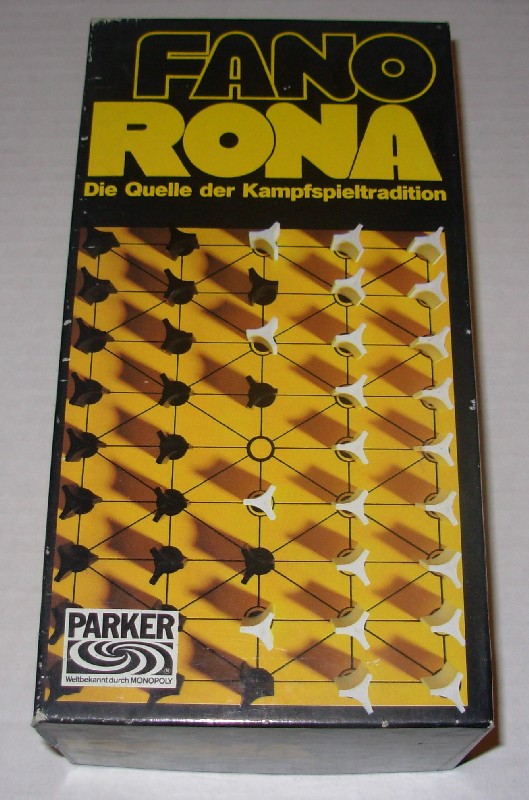 FANO
RONA
Die Quelle der Kampfspieltradition
PARKER
Weltbekannt durch MONOPOLY